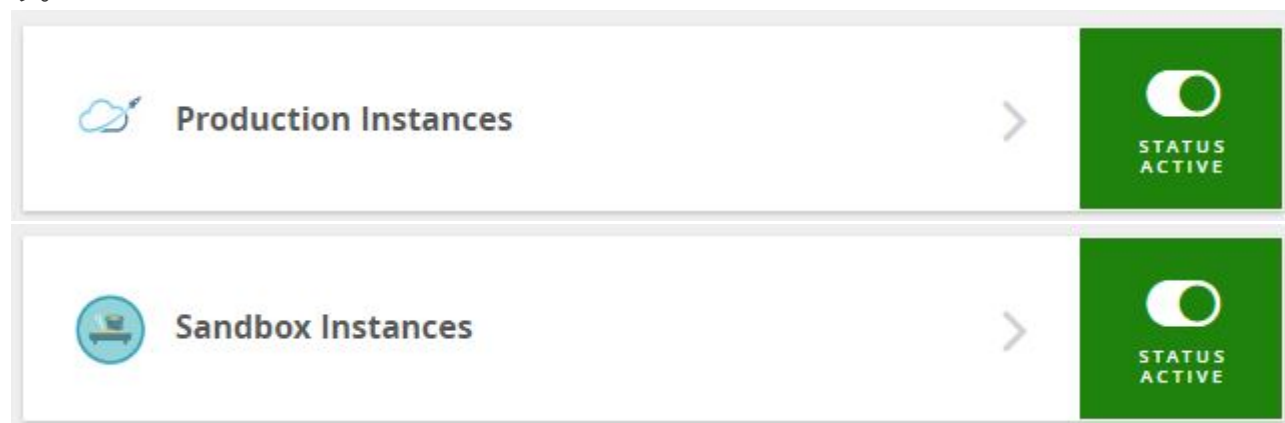 Production Instances
STATUS
ACTIVE
Sandbox Instances
STATUS
ACTIVE